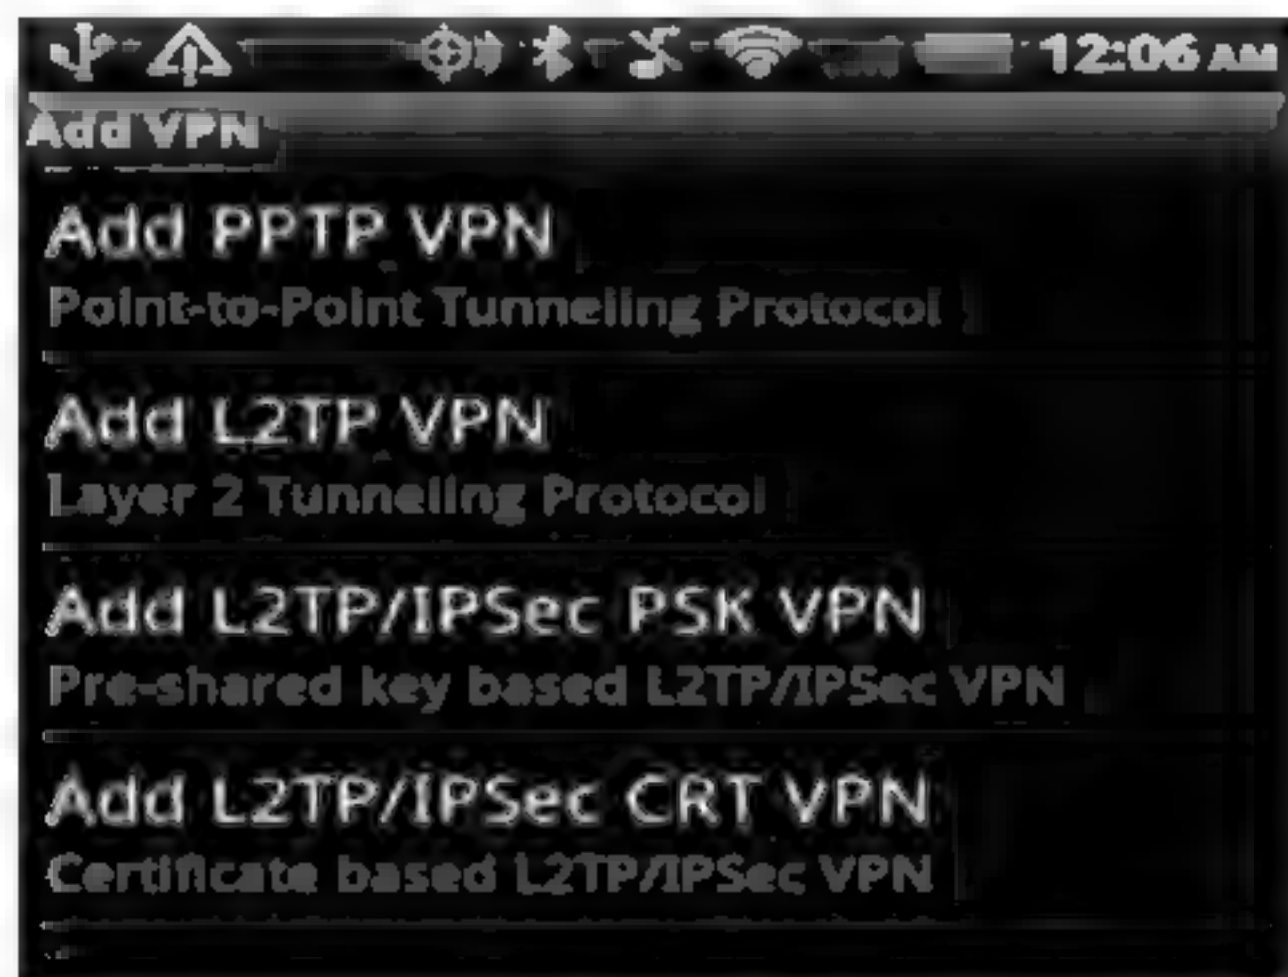 12:06 AM
Add VPN
Add PPTP VPN
Point-to-Point Tunneling Protocol
Add L2TP VPN
Layer 2 Tunneling Protocol
Add L2TP/IPSec PSK VPN
Pre-shared key based L2TP/IPSec VPN
Add L2TP/IPSec CRT VPN
Certificate based L2TP/IPSec VPN